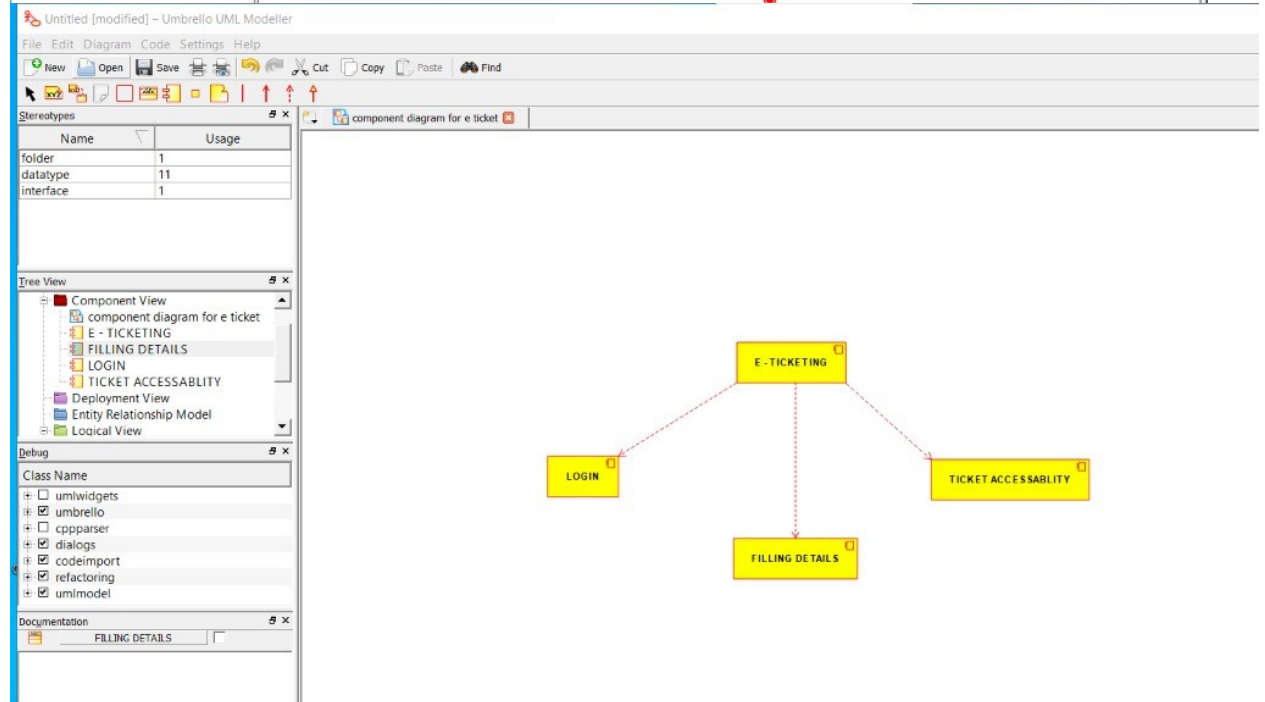 Untitled [modified] – Umbrello UML Modeller
File Edit Diagram Code Settings Help
New Open Save Cut Copy Paste Find
Stereotypes
component diagram for e ticket
Name Usage
folder 1
datatype 11
interface 1
Tree View
Component View
component diagram for e ticket
E - TICKETING
FILLING DETAILS
LOGIN
TICKET ACCESSABLITY
Deployment View
Entity Relationship Model
Logical View
Debug
Class Name
umlwidgets
umbrello
cppparser
dialogs
codeimport
refactoring
umlmodel
Documentation
FILLING DETAILS
E - TICKETING
LOGIN
TICKET ACCESSABLITY
FILLING DETAILS